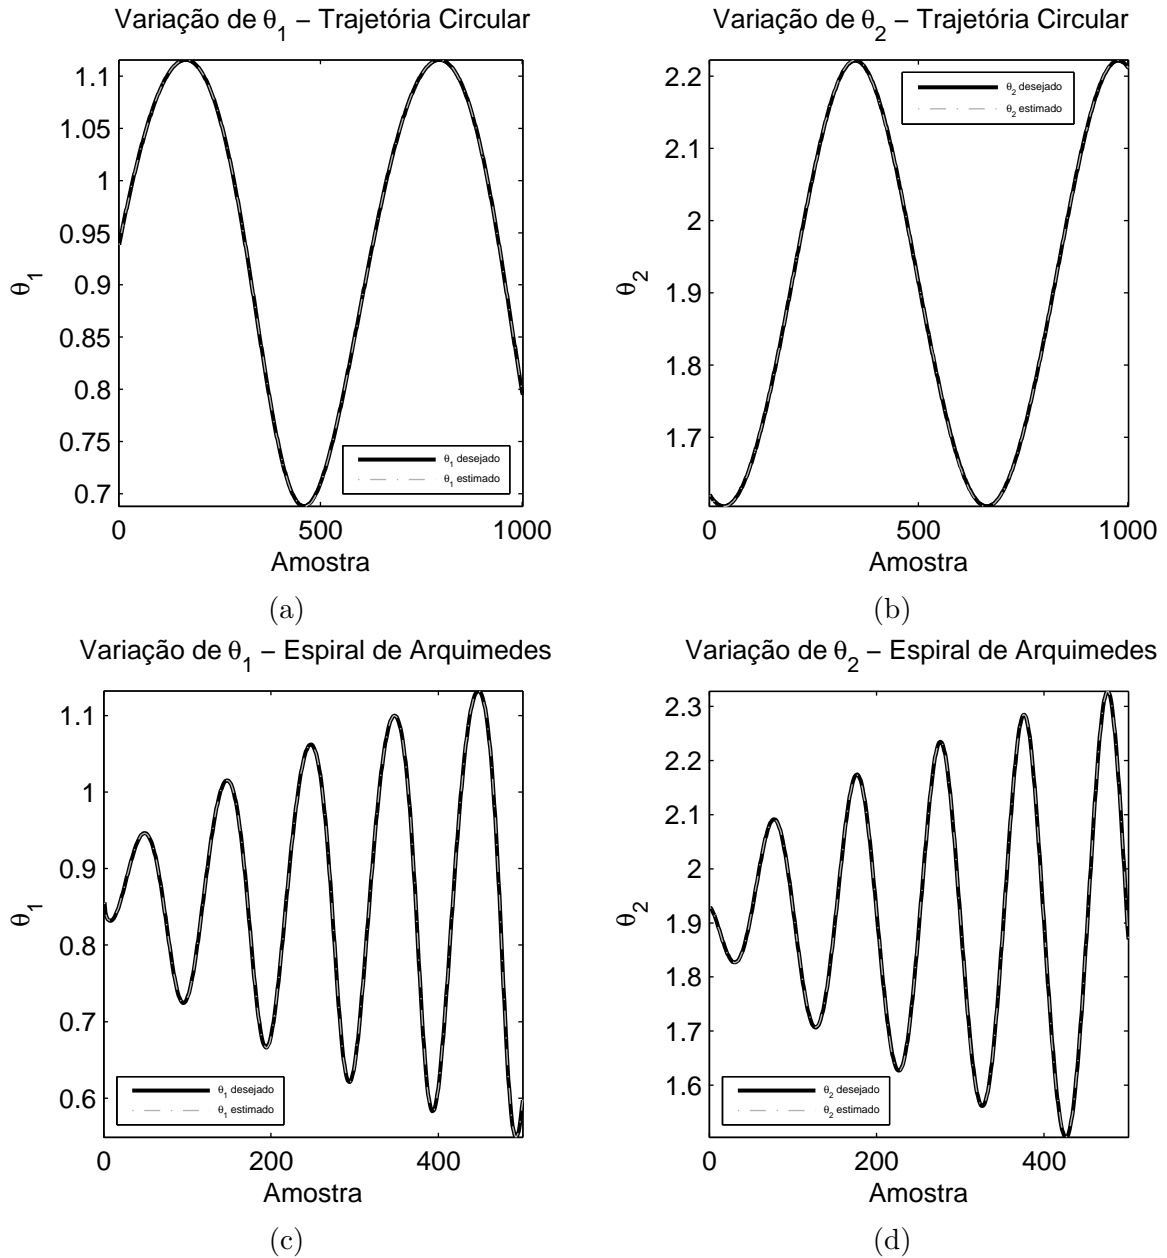 Variação de θ1 – Trajetória Circular
1.1
1.05
1
0.95
0.9
0.85
0.8
0.75
0.7
θ1
θ1 desejado
θ1 estimado
0 500 1000
Amostra
(a)
Variação de θ2 – Trajetória Circular
2.2
2.1
2
1.9
1.8
1.7
θ2
θ2 desejado
θ2 estimado
0 500 1000
Amostra
(b)
Variação de θ1 – Espiral de Arquimedes
1.1
1
0.9
0.8
0.7
0.6
θ1
θ1 desejado
θ1 estimado
0 200 400
Amostra
(c)
Variação de θ2 – Espiral de Arquimedes
2.3
2.2
2.1
2
1.9
1.8
1.7
1.6
θ2
θ2 desejado
θ2 estimado
0 200 400
Amostra
(d)